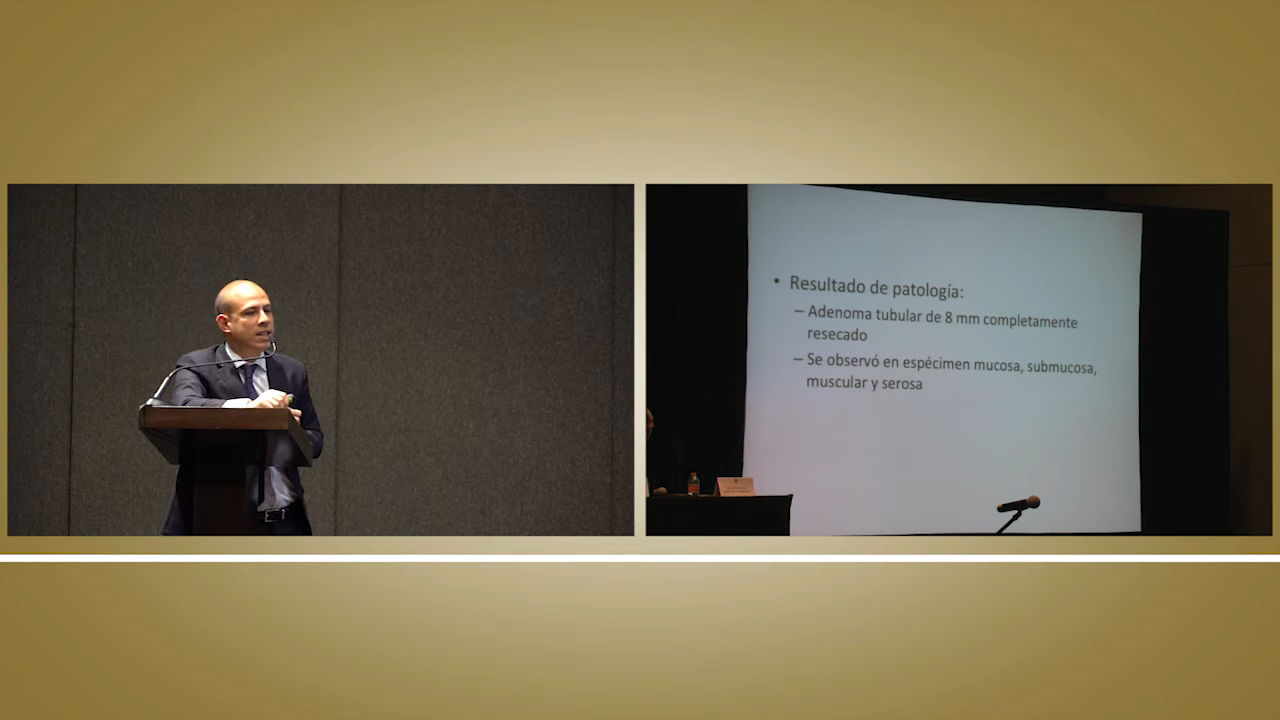 • Resultado de patología:
– Adenoma tubular de 8 mm completamente
resecado
– Se observó en espécimen mucosa, submucosa,
muscular y serosa